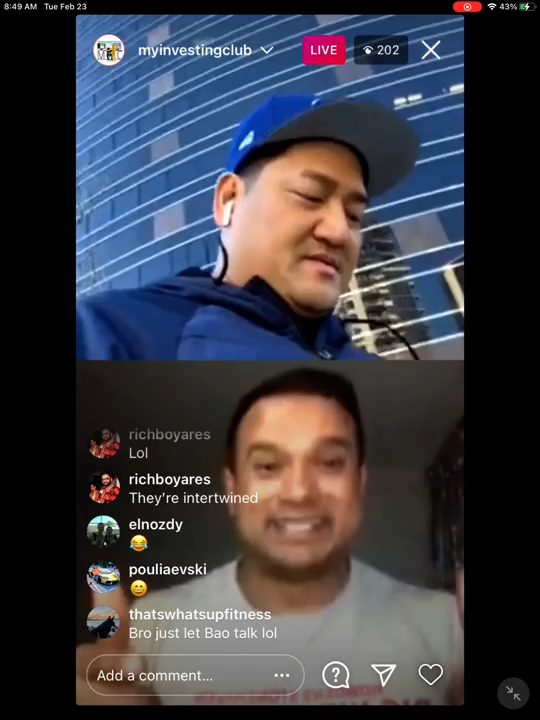 8:49 AM Tue Feb 23
43%
myinvestingclub
LIVE
202
richboyares
Lol
richboyares
They're intertwined
elnozdy
😂
pouliaevski
😄
thatswhatsupfitness
Bro just let Bao talk lol
Add a comment...